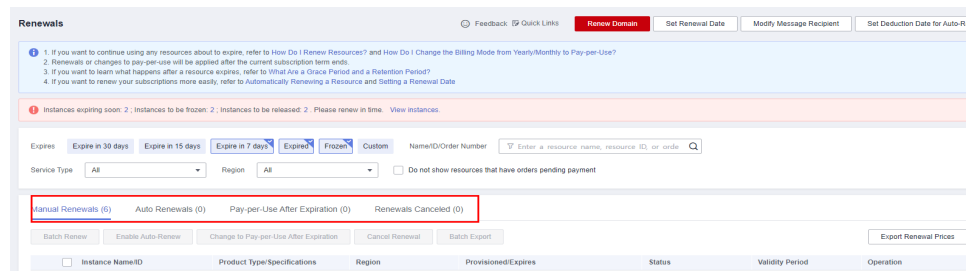 Renewals
Feedback
Quick Links
Renew Domain
Set Renewal Date
Modify Message Recipient
Set Deduction Date for Auto-R
1. If you want to continue using any resources about to expire, refer to How Do I Renew Resources? and How Do I Change the Billing Mode from Yearly/Monthly to Pay-per-Use?
2. Renewals or changes to pay-per-use will be applied after the current subscription term ends.
3. If you want to learn what happens after a resource expires, refer to What Are a Grace Period and a Retention Period?
4. If you want to renew your subscriptions more easily, refer to Automatically Renewing a Resource and Setting a Renewal Date
Instances expiring soon: 2 ; Instances to be frozen: 2 ; Instances to be released: 2 . Please renew in time. View instances.
Expires
Expire in 30 days
Expire in 15 days
Expire in 7 days
Expired
Frozen
Custom
Name/ID/Order Number
Enter a resource name, resource ID, or orde
Service Type
All
Region
All
Do not show resources that have orders pending payment
Manual Renewals (6)
Auto Renewals (0)
Pay-per-Use After Expiration (0)
Renewals Canceled (0)
Batch Renew
Enable Auto-Renew
Change to Pay-per-Use After Expiration
Cancel Renewal
Batch Export
Export Renewal Prices
Instance Name/ID
Product Type/Specifications
Region
Provisioned/Expires
Status
Validity Period
Operation